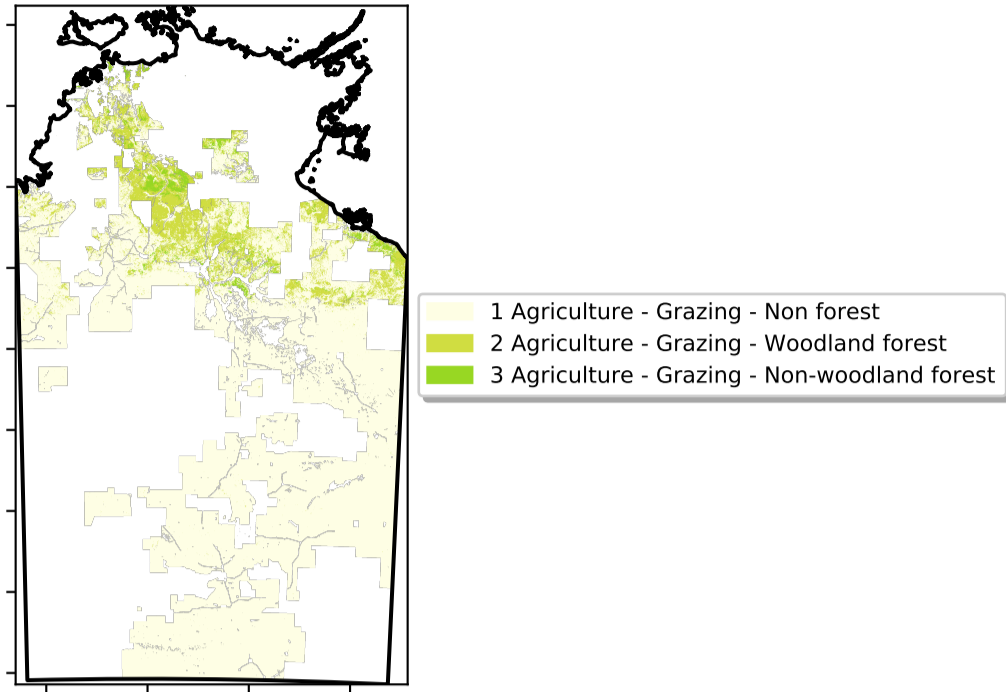 1 Agriculture - Grazing - Non forest
2 Agriculture - Grazing - Woodland forest
3 Agriculture - Grazing - Non-woodland forest